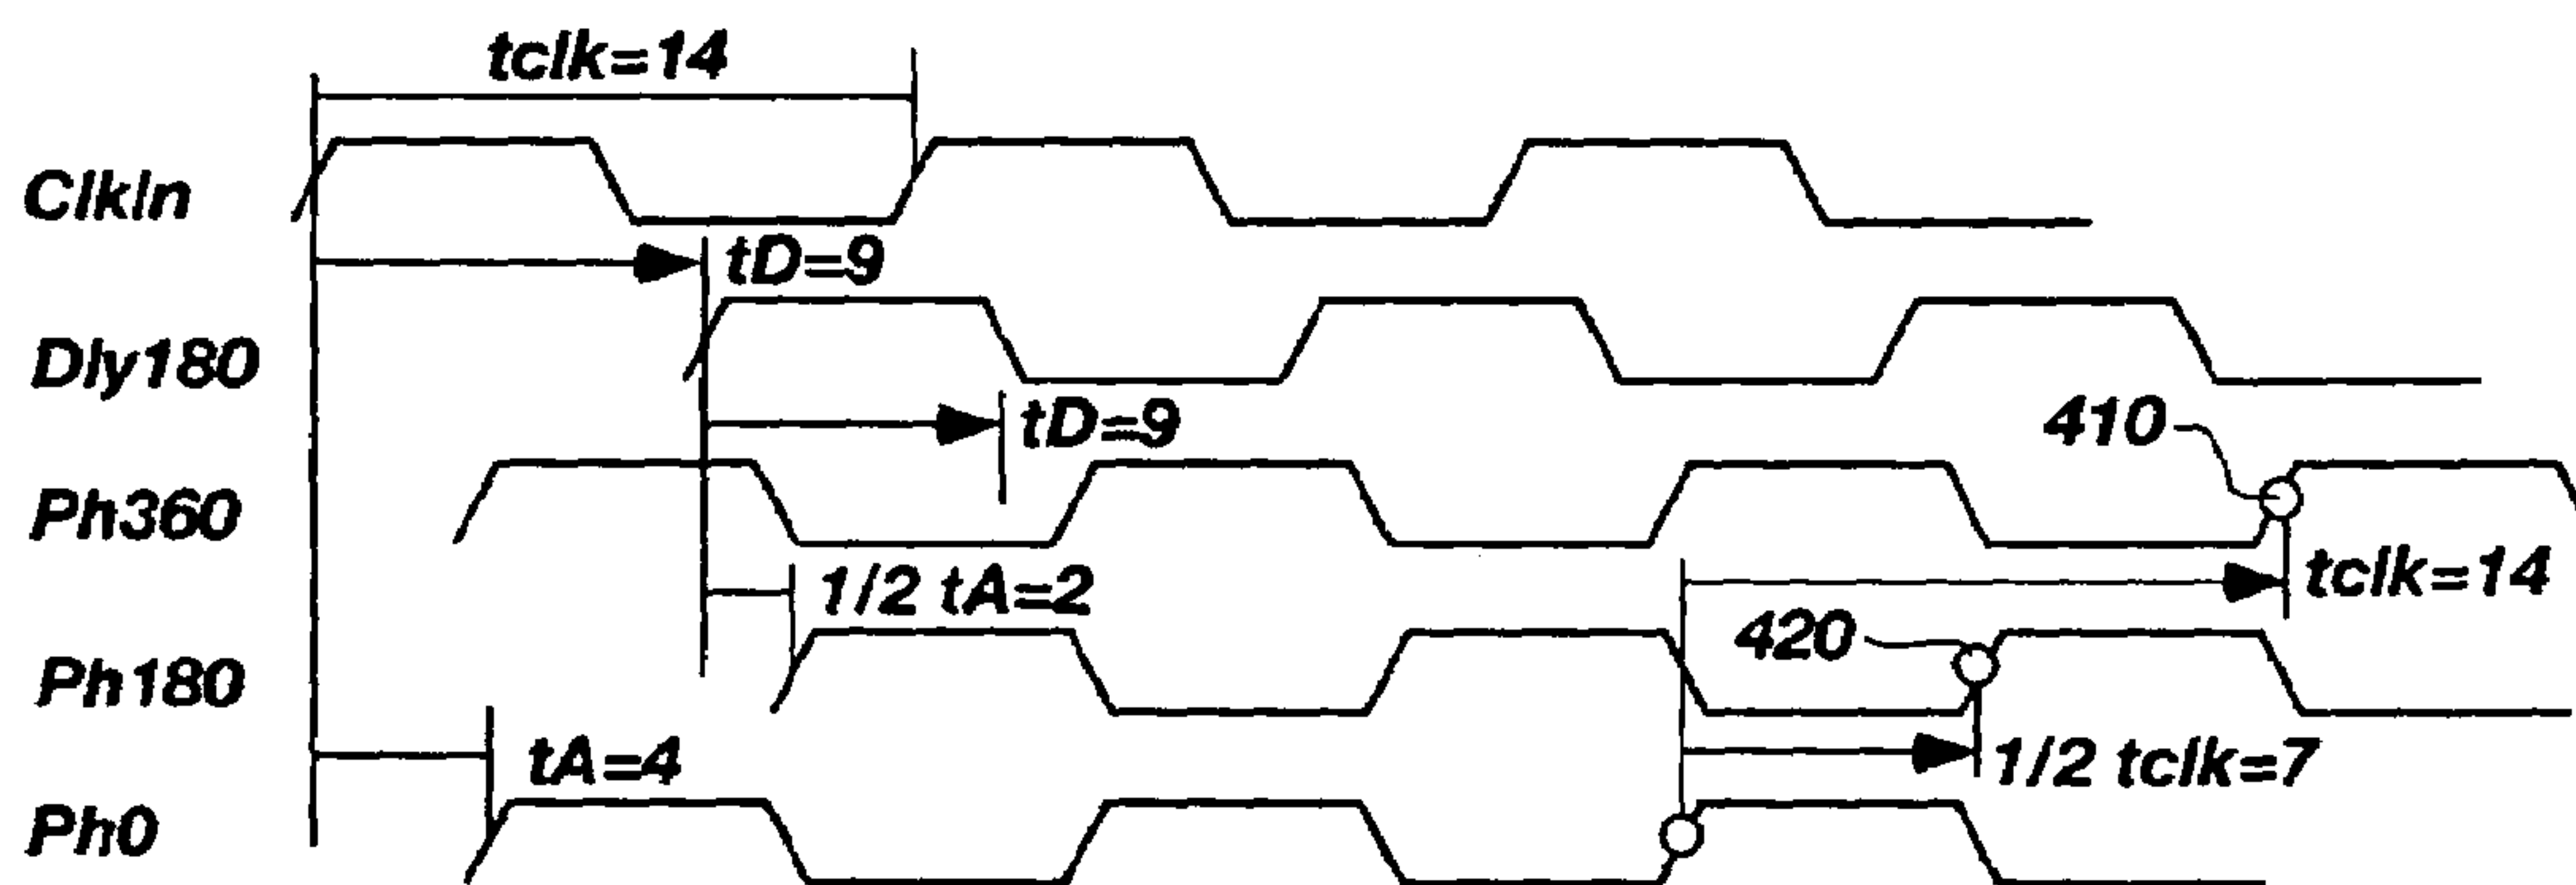 tclk=14
ClkIn
tD=9
Dly180
tD=9
410
Ph360
tclk=14
1/2 tA=2
420
Ph180
1/2 tclk=7
tA=4
Ph0